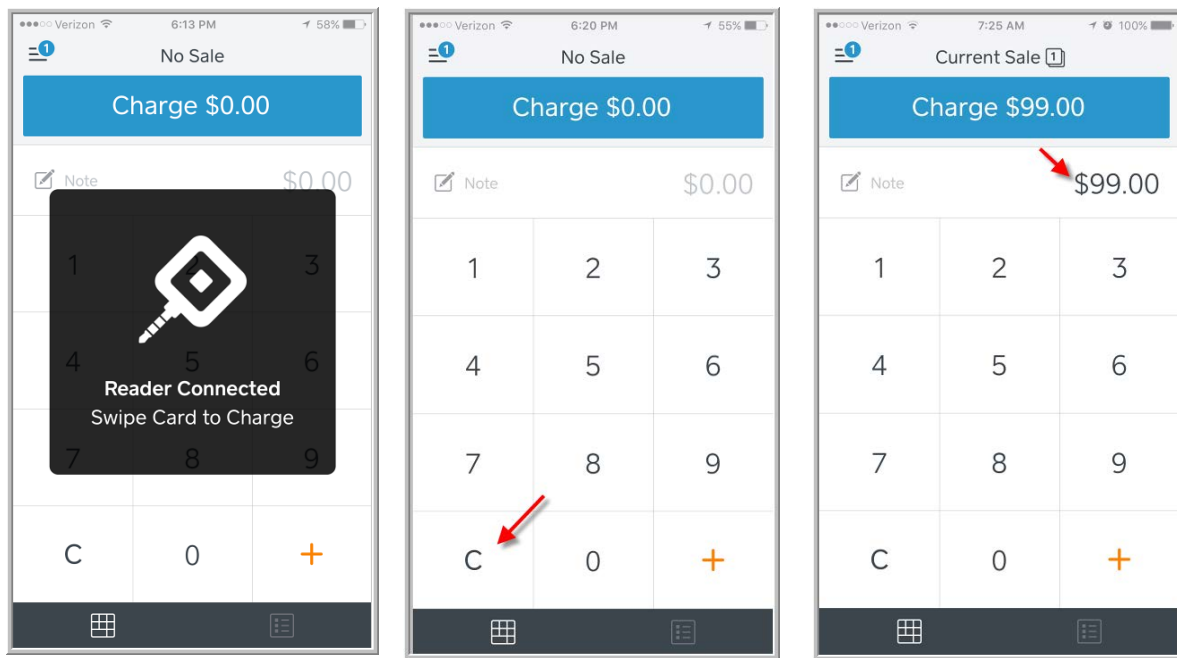 Verizon 6:13 PM 58%
1
No Sale
Charge $0.00
Note $0.00
1 2 3
4 5 6
Reader Connected
Swipe Card to Charge
7 8 9
C 0 +
Verizon 6:20 PM 55%
1
No Sale
Charge $0.00
Note $0.00
1 2 3
4 5 6
7 8 9
C 0 +
Verizon 7:25 AM 100%
1
Current Sale 1
Charge $99.00
Note $99.00
1 2 3
4 5 6
7 8 9
C 0 +